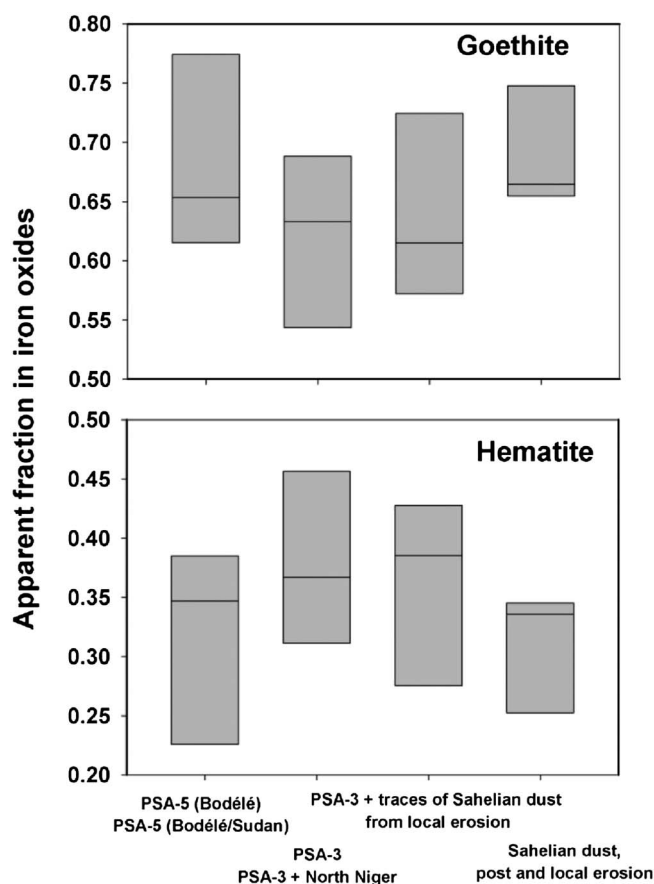 Goethite
0.80
0.75
0.70
0.65
0.60
0.55
0.50
Apparent fraction in iron oxides
Hematite
0.50
0.45
0.40
0.35
0.30
0.25
0.20
PSA-5 (Bodélé)
PSA-5 (Bodélé/Sudan)
PSA-3
PSA-3 + North Niger
PSA-3 + traces of Sahelian dust
from local erosion
Sahelian dust,
post and local erosion